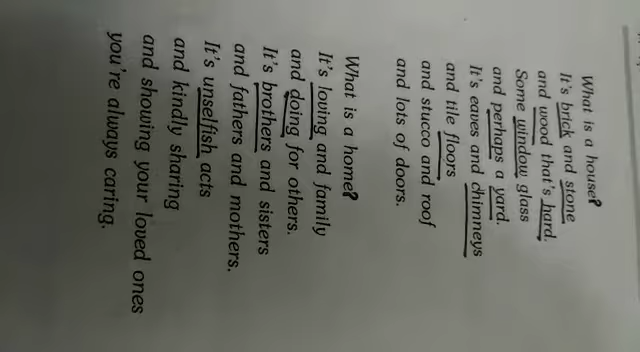 What is a house?
It's brick and stone
and wood that's hard.
Some window glass
and perhaps a yard.
It's eaves and chimneys
and tile floors
and stucco and roof
and lots of doors.
What is a home?
It's loving and family
and doing for others.
It's brothers and sisters
and fathers and mothers.
It's unselfish acts
and kindly sharing
and showing your loved ones
you're always caring.